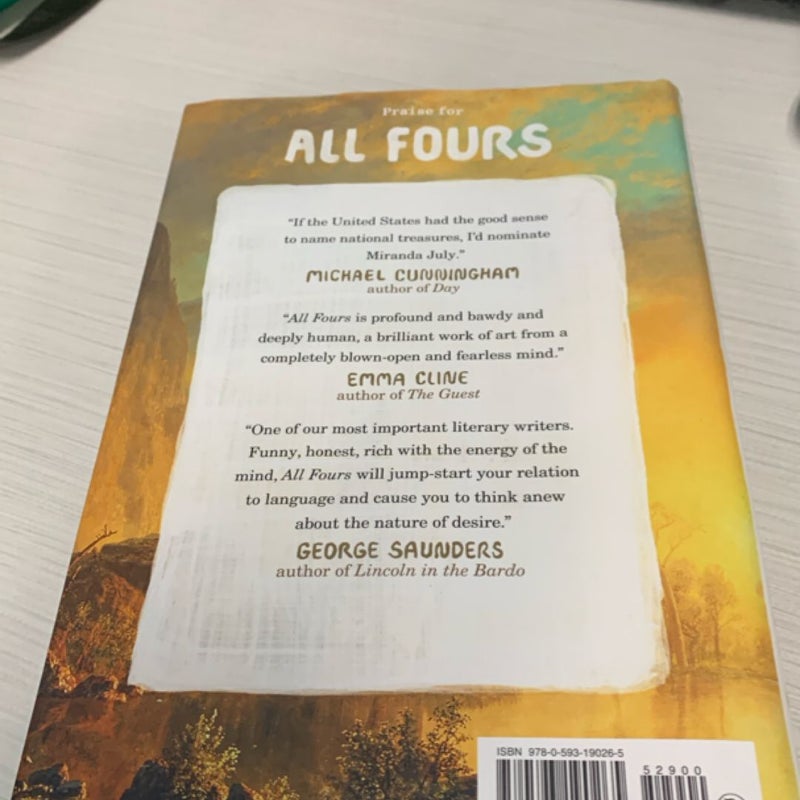 Praise for
ALL FOURS
“If the United States had the good sense
to name national treasures, I’d nominate
Miranda July.”
MICHAEL CUNNINGHAM
author of Day
“All Fours is profound and bawdy and
deeply human, a brilliant work of art from a
completely blown-open and fearless mind.”
EMMA CLINE
author of The Guest
“One of our most important literary writers.
Funny, honest, rich with the energy of the
mind, All Fours will jump-start your relation
to language and cause you to think anew
about the nature of desire.”
GEORGE SAUNDERS
author of Lincoln in the Bardo
ISBN 978-0-593-19026-5
52900